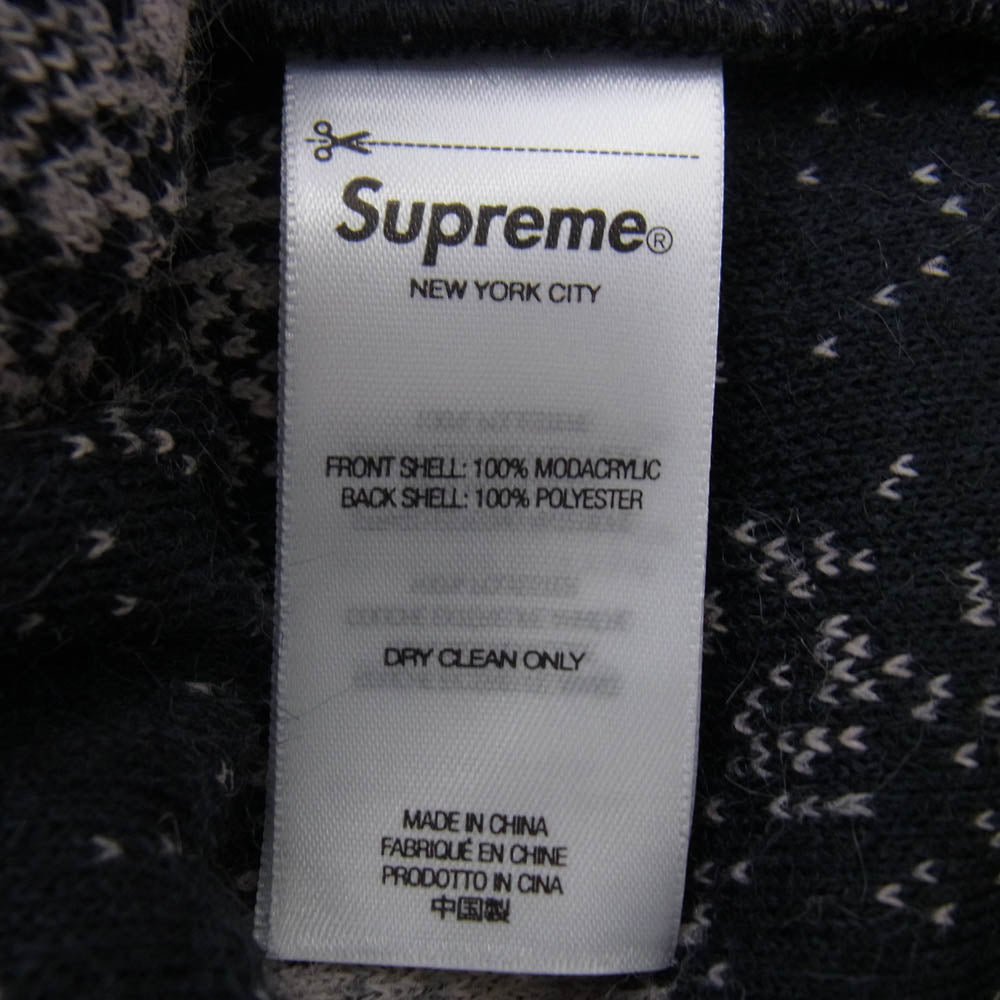 Supreme®
NEW YORK CITY
FRONT SHELL: 100% MODACRYLIC
BACK SHELL: 100% POLYESTER
DRY CLEAN ONLY
MADE IN CHINA
FABRIQUÉ EN CHINE
PRODOTTO IN CINA
中国製